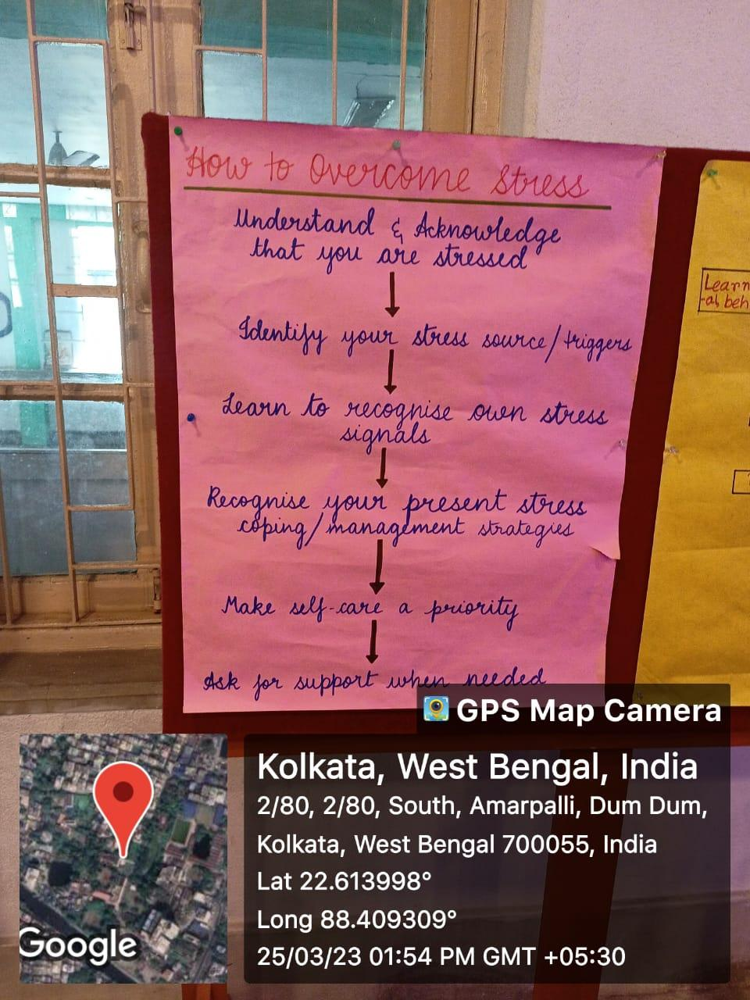 How to Overcome Stress
Understand & Acknowledge
that you are stressed
Identify your stress source/triggers
Learn to recognise own stress
signals
Recognise your present stress
coping/management strategies
Make self-care a priority
Ask for support when needed
Learn
-al beh
GPS Map Camera
Kolkata, West Bengal, India
2/80, 2/80, South, Amarpalli, Dum Dum,
Kolkata, West Bengal 700055, India
Lat 22.613998°
Long 88.409309°
25/03/23 01:54 PM GMT +05:30
Google